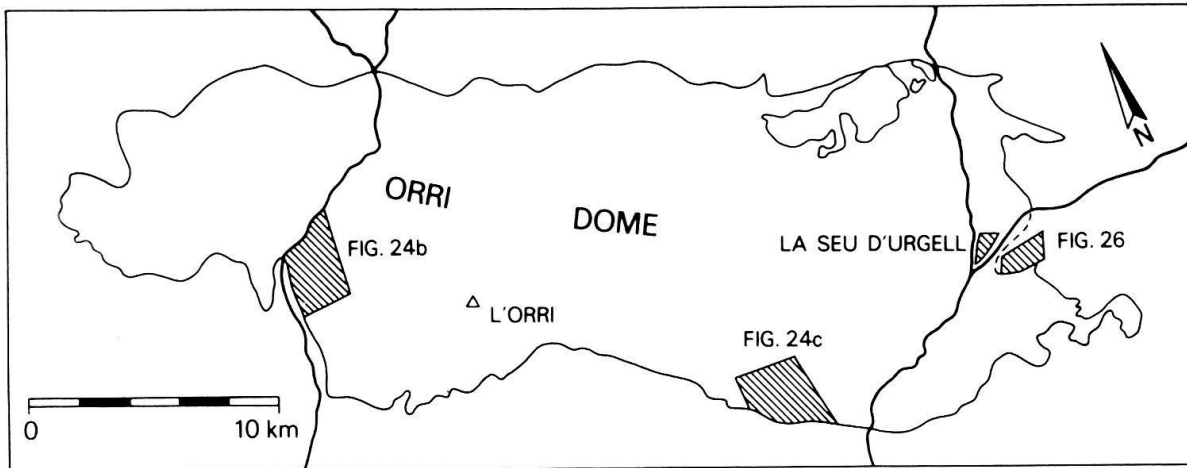 N
ORRI
DOME
FIG. 24b
LA SEU D'URGELL
FIG. 26
L'ORRI
FIG. 24c
0
10 km